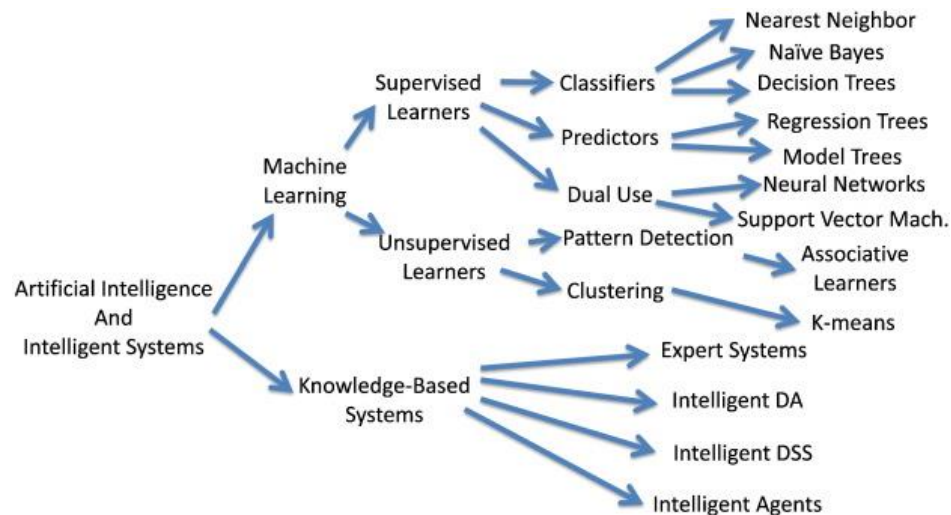 Nearest Neighbor
Naïve Bayes
Supervised
Learners
Classifiers
Decision Trees
Predictors
Regression Trees
Model Trees
Machine
Learning
Dual Use
Neural Networks
Support Vector Mach.
Unsupervised
Learners
Pattern Detection
Associative
Learners
Clustering
K-means
Artificial Intelligence
And
Intelligent Systems
Expert Systems
Knowledge-Based
Systems
Intelligent DA
Intelligent DSS
Intelligent Agents